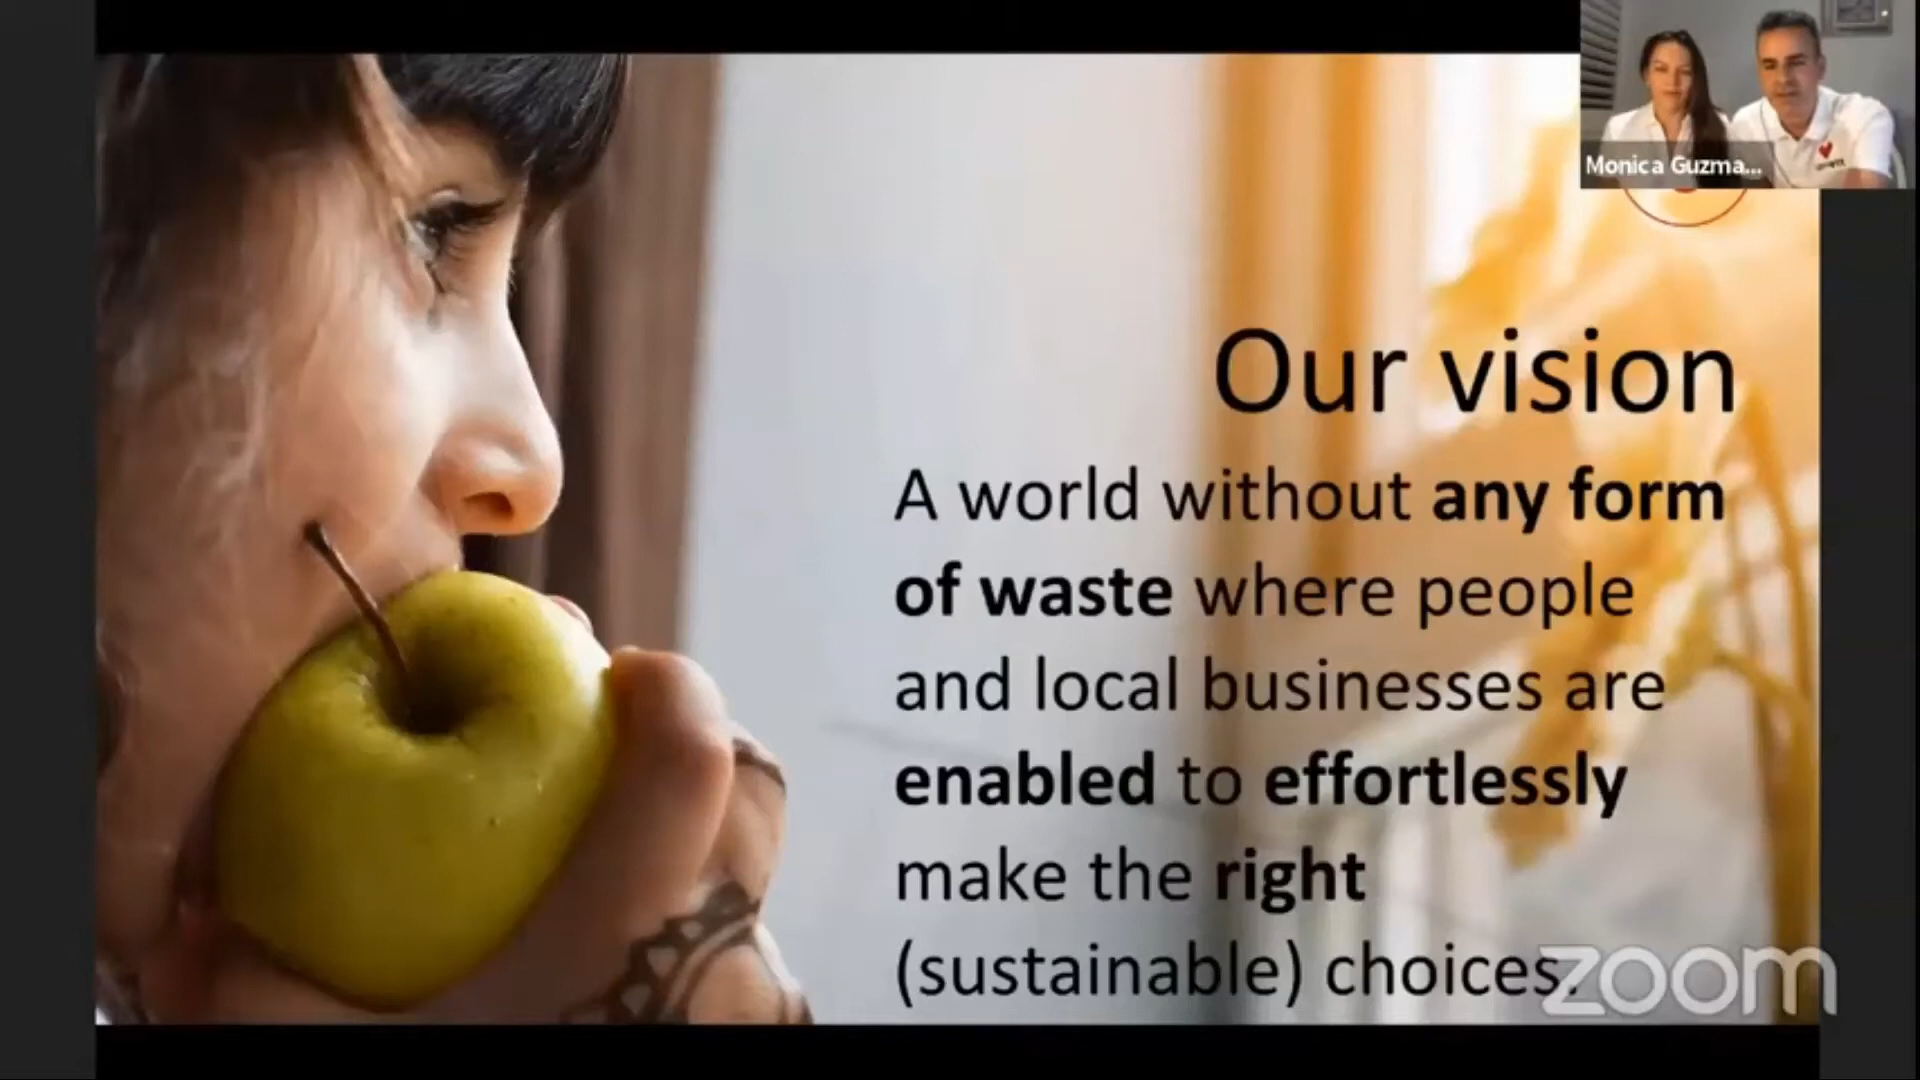 Monica Guzma...
Our vision
A world without any form
of waste where people
and local businesses are
enabled to effortlessly
make the right
(sustainable) choices.
zoom